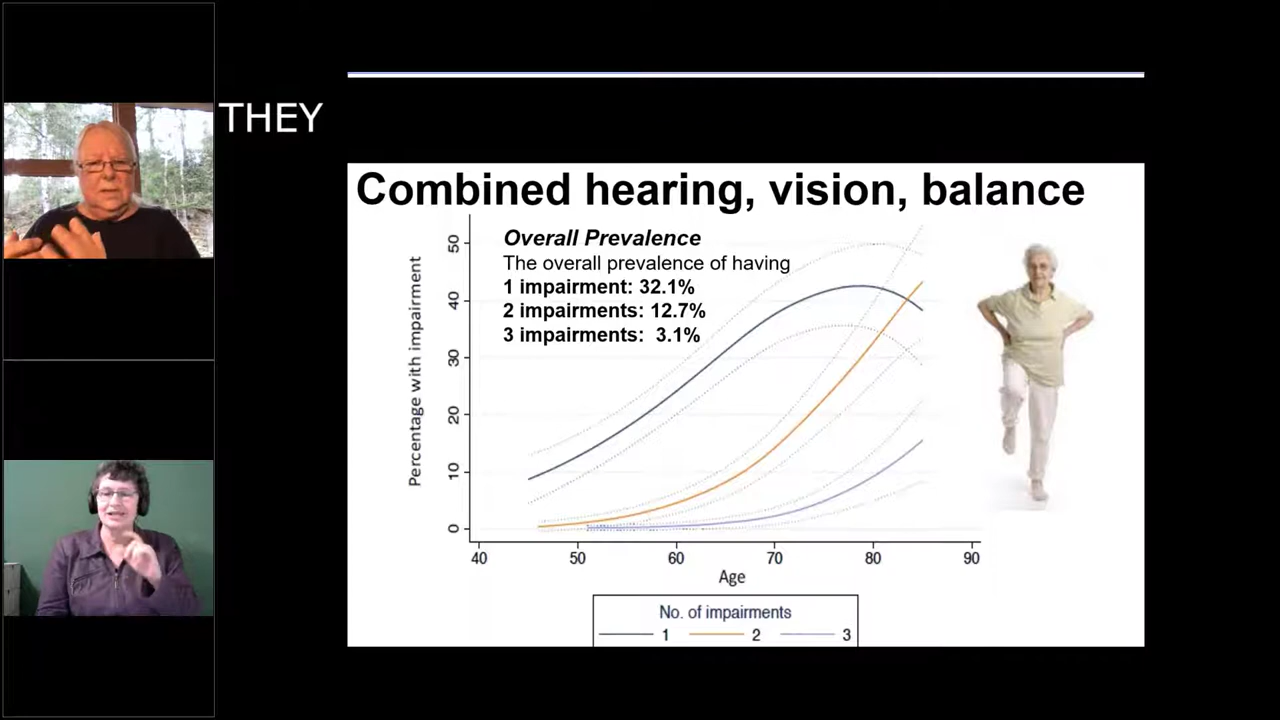 THEY
Combined hearing, vision, balance
Overall Prevalence
The overall prevalence of having
1 impairment: 32.1%
2 impairments: 12.7%
3 impairments: 3.1%
Percentage with impairment
50
40
30
20
10
0
40 50 60 70 80 90
Age
No. of impairments
1 2 3